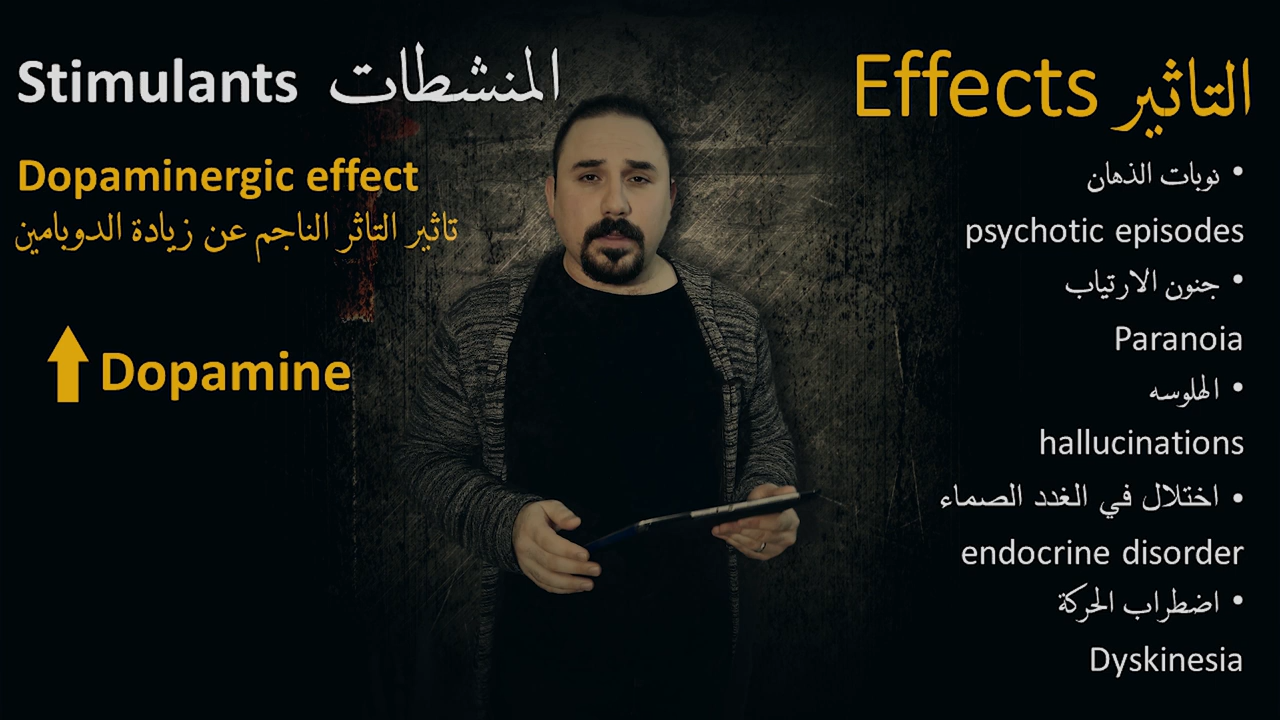 Stimulants المنشطات
Dopaminergic effect
تاثير التاثر الناجم عن زيادة الدوبامين
Dopamine
Effects التاثير
• نوبات الذهان
psychotic episodes
• جنون الارتياب
Paranoia
• الهلوسه
hallucinations
• اختلال في الغدد الصماء
endocrine disorder
• اضطراب الحركة
Dyskinesia